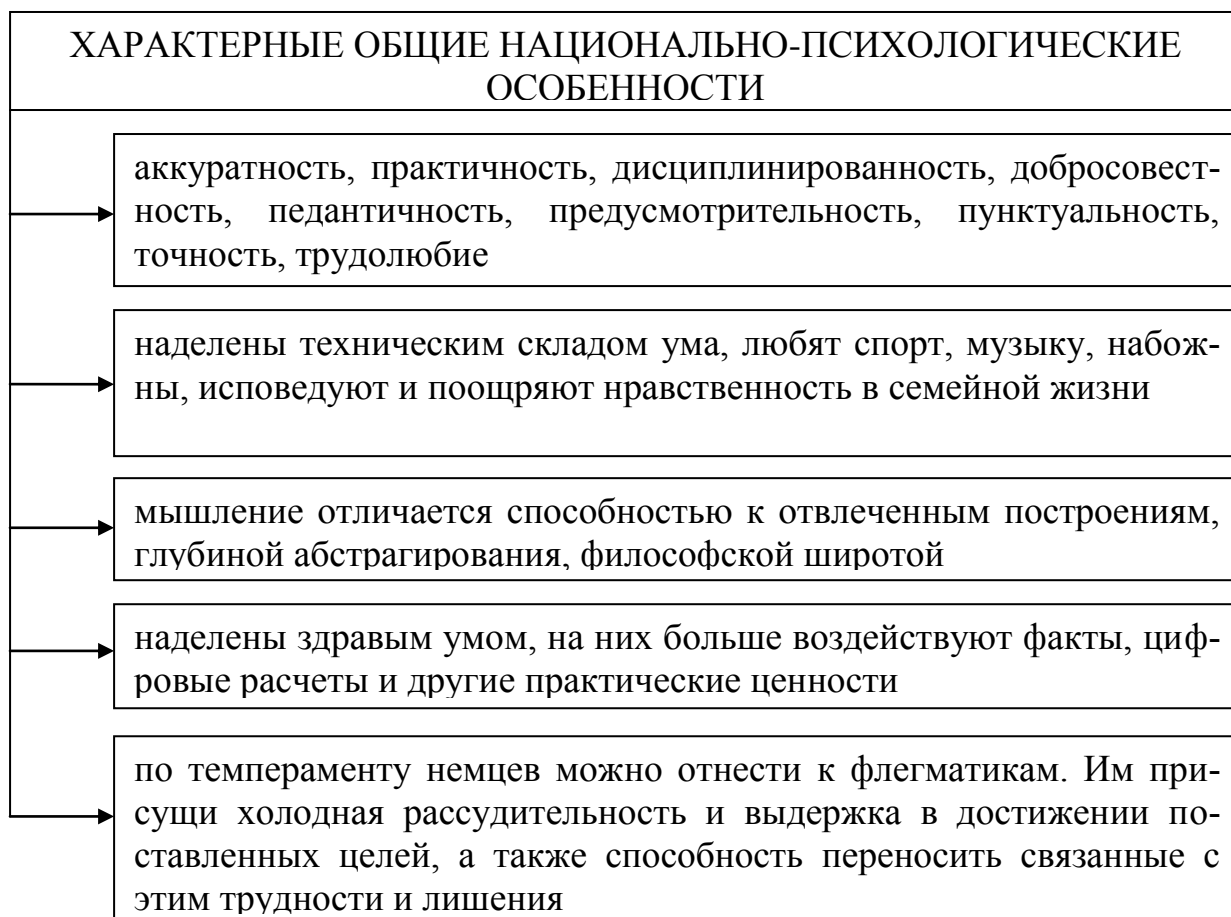 ХАРАКТЕРНЫЕ ОБЩИЕ НАЦИОНАЛЬНО-ПСИХОЛОГИЧЕСКИЕ
ОСОБЕННОСТИ
аккуратность, практичность, дисциплинированность, добросовест-
ность, педантичность, предусмотрительность, пунктуальность,
точность, трудолюбие
наделены техническим складом ума, любят спорт, музыку, набож-
ны, исповедуют и поощряют нравственность в семейной жизни
мышление отличается способностью к отвлеченным построениям,
глубиной абстрагирования, философской широтой
наделены здравым умом, на них больше воздействуют факты, циф-
ровые расчеты и другие практические ценности
по темпераменту немцев можно отнести к флегматикам. Им при-
сущи холодная рассудительность и выдержка в достижении по-
ставленных целей, а также способность переносить связанные с
этим трудности и лишения